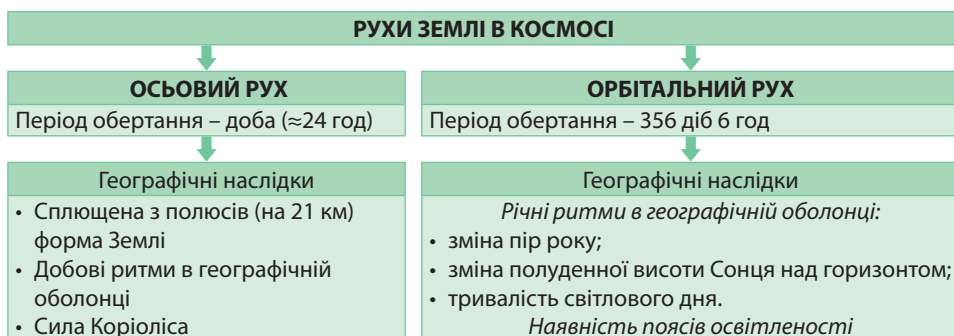 РУХИ ЗЕМЛІ В КОСМОСІ
ОСЬОВИЙ РУХ
Період обертання – доба (≈24 год)
Географічні наслідки
• Сплющена з полюсів (на 21 км)
форма Землі
• Добові ритми в географічній
оболонці
• Сила Коріоліса
ОРБІТАЛЬНИЙ РУХ
Період обертання – 356 діб 6 год
Географічні наслідки
Річні ритми в географічній оболонці:
• зміна пір року;
• зміна полуденної висоти Сонця над горизонтом;
• тривалість світлового дня.
Наявність поясів освітленості